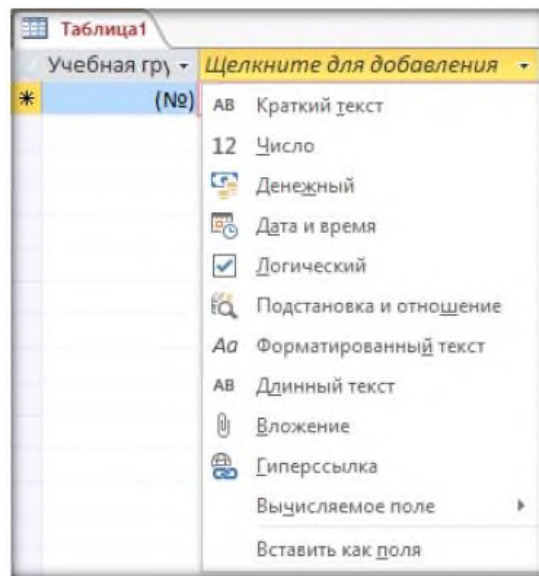 Таблица1
Учебная гру Щелкните для добавления
* (№)
AB Краткий текст
12 Число
Денежный
Дата и время
Логический
Подстановка и отношение
Aa Форматированный текст
AB Длинный текст
Вложение
Гиперссылка
Вычисляемое поле
Вставить как поля